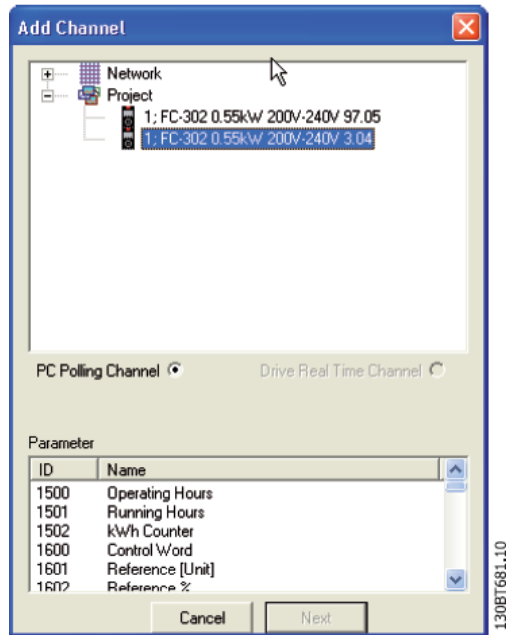 Add Channel
Network
Project
1; FC-302 0.55kW 200V-240V 97.05
1; FC-302 0.55kW 200V-240V 3.04
PC Polling Channel Drive Real Time Channel
Parameter
ID Name
1500 Operating Hours
1501 Running Hours
1502 kWh Counter
1600 Control Word
1601 Reference [Unit]
1602 Reference %
Cancel Next
130BT681.10